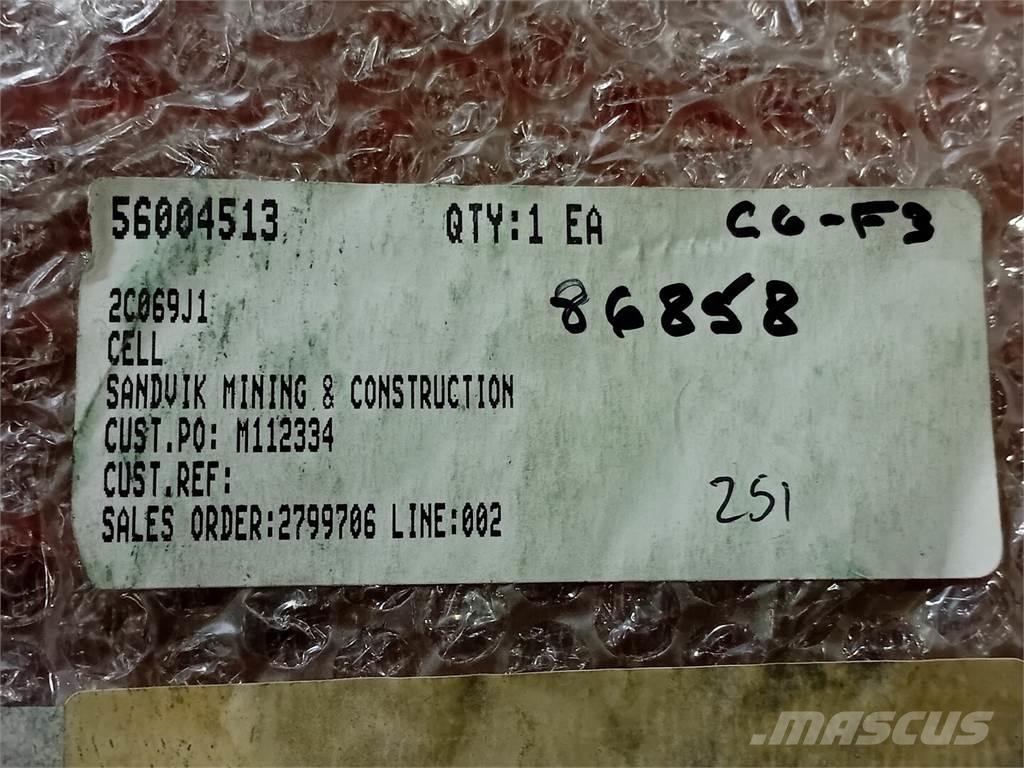 56004513 QTY:1 EA C6-F3
86858
2C069J1
CELL
SANDVIK MINING & CONSTRUCTION
CUST.PO: M112334
CUST.REF:
251
SALES ORDER:2799706 LINE:002
.MASCUS